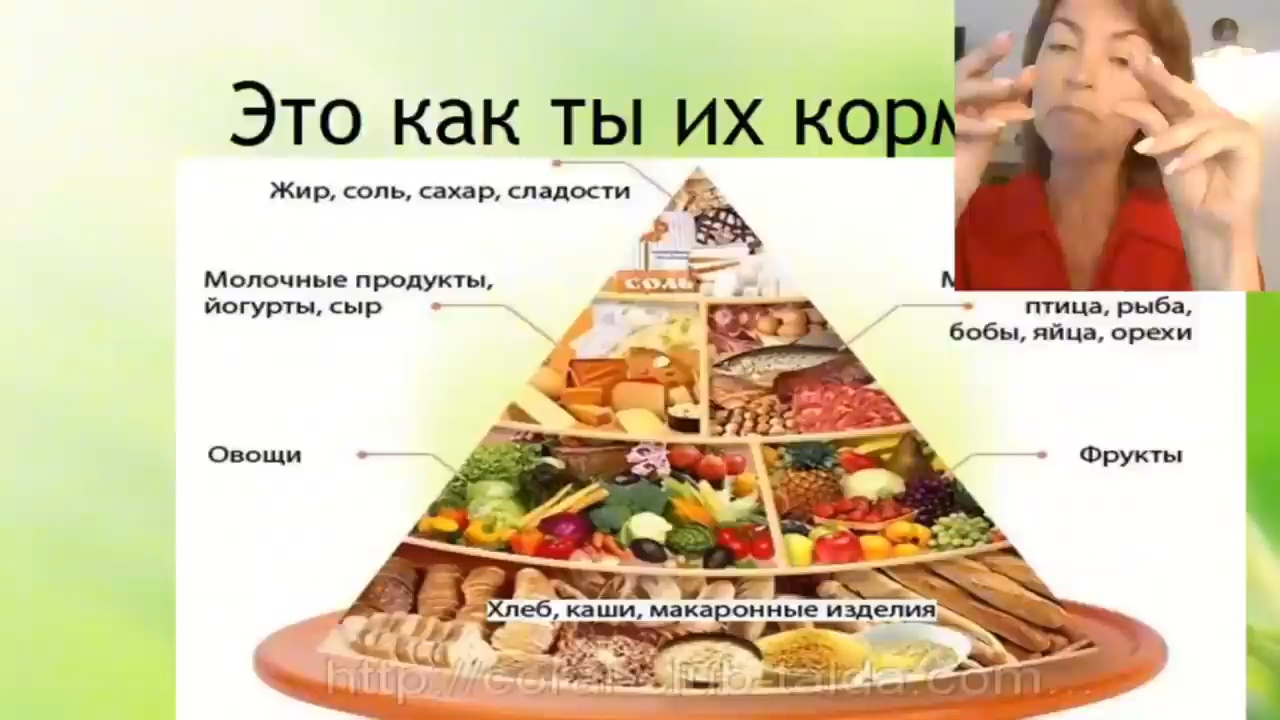 Это как ты их корм
Жир, соль, сахар, сладости
Молочные продукты,
йогурты, сыр
птица, рыба,
бобы, яйца, орехи
СОЛЬ
Овощи
Фрукты
Хлеб, каши, макаронные изделия